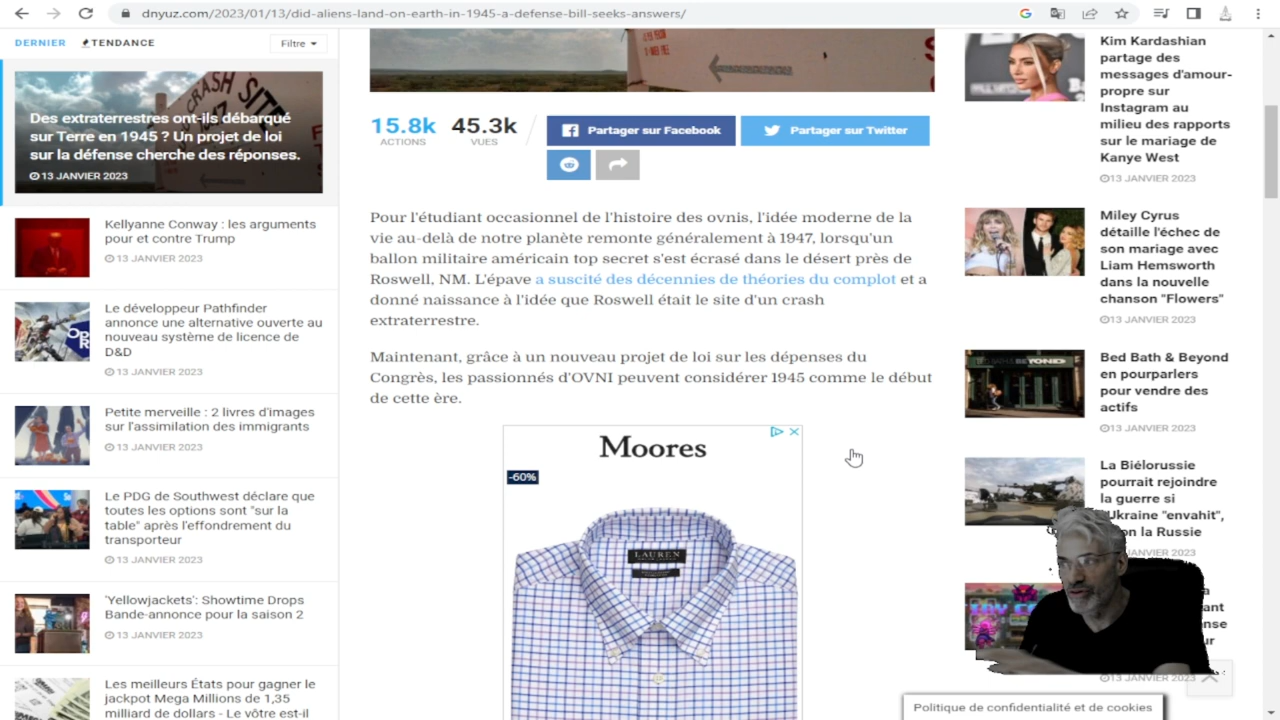 dnyuz.com/2023/01/13/did-aliens-land-on-earth-in-1945-a-defense-bill-seeks-answers/
DERNIER
TENDANCE
Filtre
CRASH SITE
Des extraterrestres ont-ils débarqué
sur Terre en 1945 ? Un projet de loi
sur la défense cherche des réponses.
13 JANVIER 2023
Kellyanne Conway : les arguments
pour et contre Trump
13 JANVIER 2023
Le développeur Pathfinder
annonce une alternative ouverte au
nouveau système de licence de
D&D
13 JANVIER 2023
Petite merveille : 2 livres d'images
sur l'assimilation des immigrants
13 JANVIER 2023
Le PDG de Southwest déclare que
toutes les options sont "sur la
table" après l'effondrement du
transporteur
13 JANVIER 2023
'Yellowjackets': Showtime Drops
Bande-annonce pour la saison 2
13 JANVIER 2023
Les meilleurs États pour gagner le
jackpot Mega Millions de 1,35
milliard de dollars - Le vôtre est-il
15.8k
ACTIONS
45.3k
VUES
Partager sur Facebook
Partager sur Twitter
Pour l'étudiant occasionnel de l'histoire des ovnis, l'idée moderne de la
vie au-delà de notre planète remonte généralement à 1947, lorsqu'un
ballon militaire américain top secret s'est écrasé dans le désert près de
Roswell, NM. L'épave a suscité des décennies de théories du complot et a
donné naissance à l'idée que Roswell était le site d'un crash
extraterrestre.
Maintenant, grâce à un nouveau projet de loi sur les dépenses du
Congrès, les passionnés d'OVNI peuvent considérer 1945 comme le début
de cette ère.
Moores
-60%
LAUREN
Kim Kardashian
partage des
messages d'amour-
propre sur
Instagram au
milieu des rapports
sur le mariage de
Kanye West
13 JANVIER 2023
Miley Cyrus
détaille l'échec de
son mariage avec
Liam Hemsworth
dans la nouvelle
chanson "Flowers"
13 JANVIER 2023
Bed Bath & Beyond
en pourparlers
pour vendre des
actifs
13 JANVIER 2023
La Biélorussie
pourrait rejoindre
la guerre si
Ukraine "envahit",
on la Russie
JANVIER 2023
13 JANVIER 2023
Politique de confidentialité et de cookies